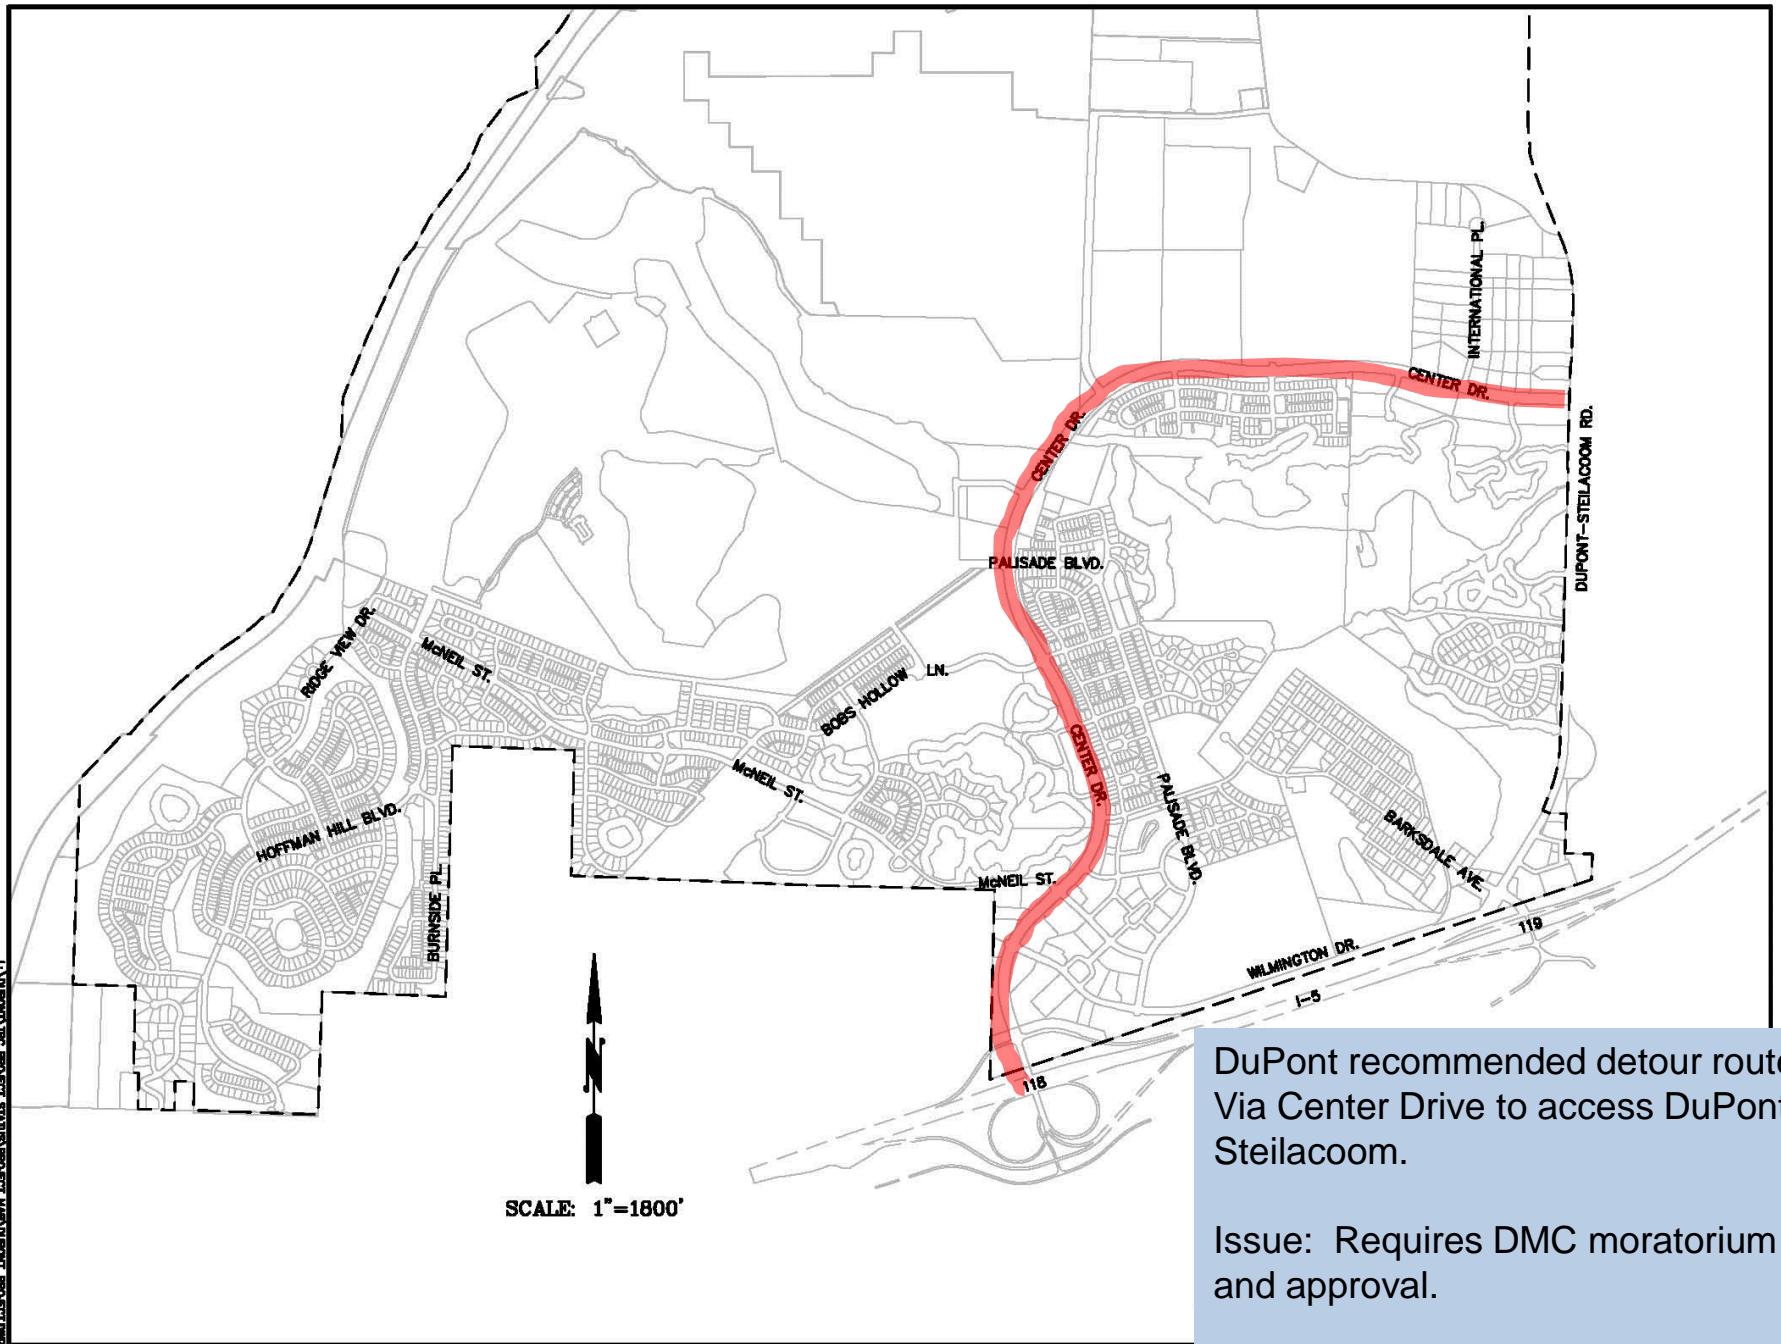 INTERNATIONAL PL.
CENTER DR.
CENTER DR.
DUPONT-STEILACOOM RD.
PALISADE BLVD.
RIDGE VIEW DR.
McNEIL ST.
BOBS HOLLOW LN.
CENTER DR.
McNEIL ST.
PALISADE BLVD.
HOFFMAN HILL BLVD.
BARKSDALE AVE.
McNEIL ST.
BURNSIDE PL.
119
WILMINGTON DR.
I-5
118
N
SCALE: 1"=1800'
DuPont recommended detour route
Via Center Drive to access DuPont
Steilacoom.
Issue: Requires DMC moratorium
and approval.